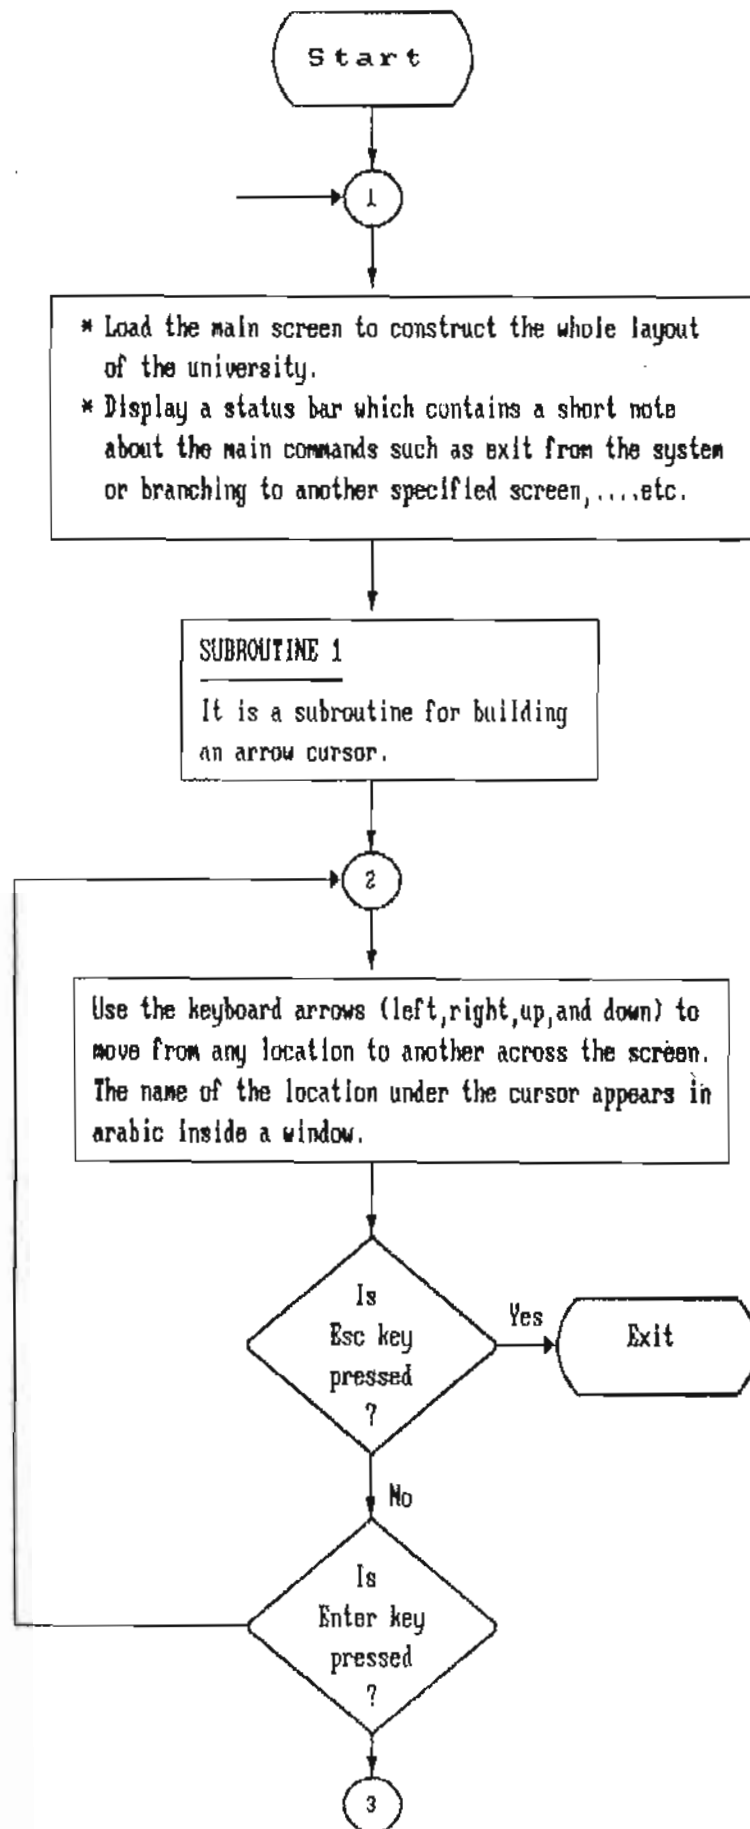 Start
1
* Load the main screen to construct the whole layout
of the university.
* Display a status bar which contains a short note
about the main commands such as exit from the system
or branching to another specified screen,....etc.
SUBROUTINE 1
It is a subroutine for building
an arrow cursor.
2
Use the keyboard arrows (left,right,up,and down) to
move from any location to another across the screen.
The name of the location under the cursor appears in
arabic inside a window.
Is
Esc key
pressed
?
Yes
Exit
No
Is
Enter key
pressed
?
3